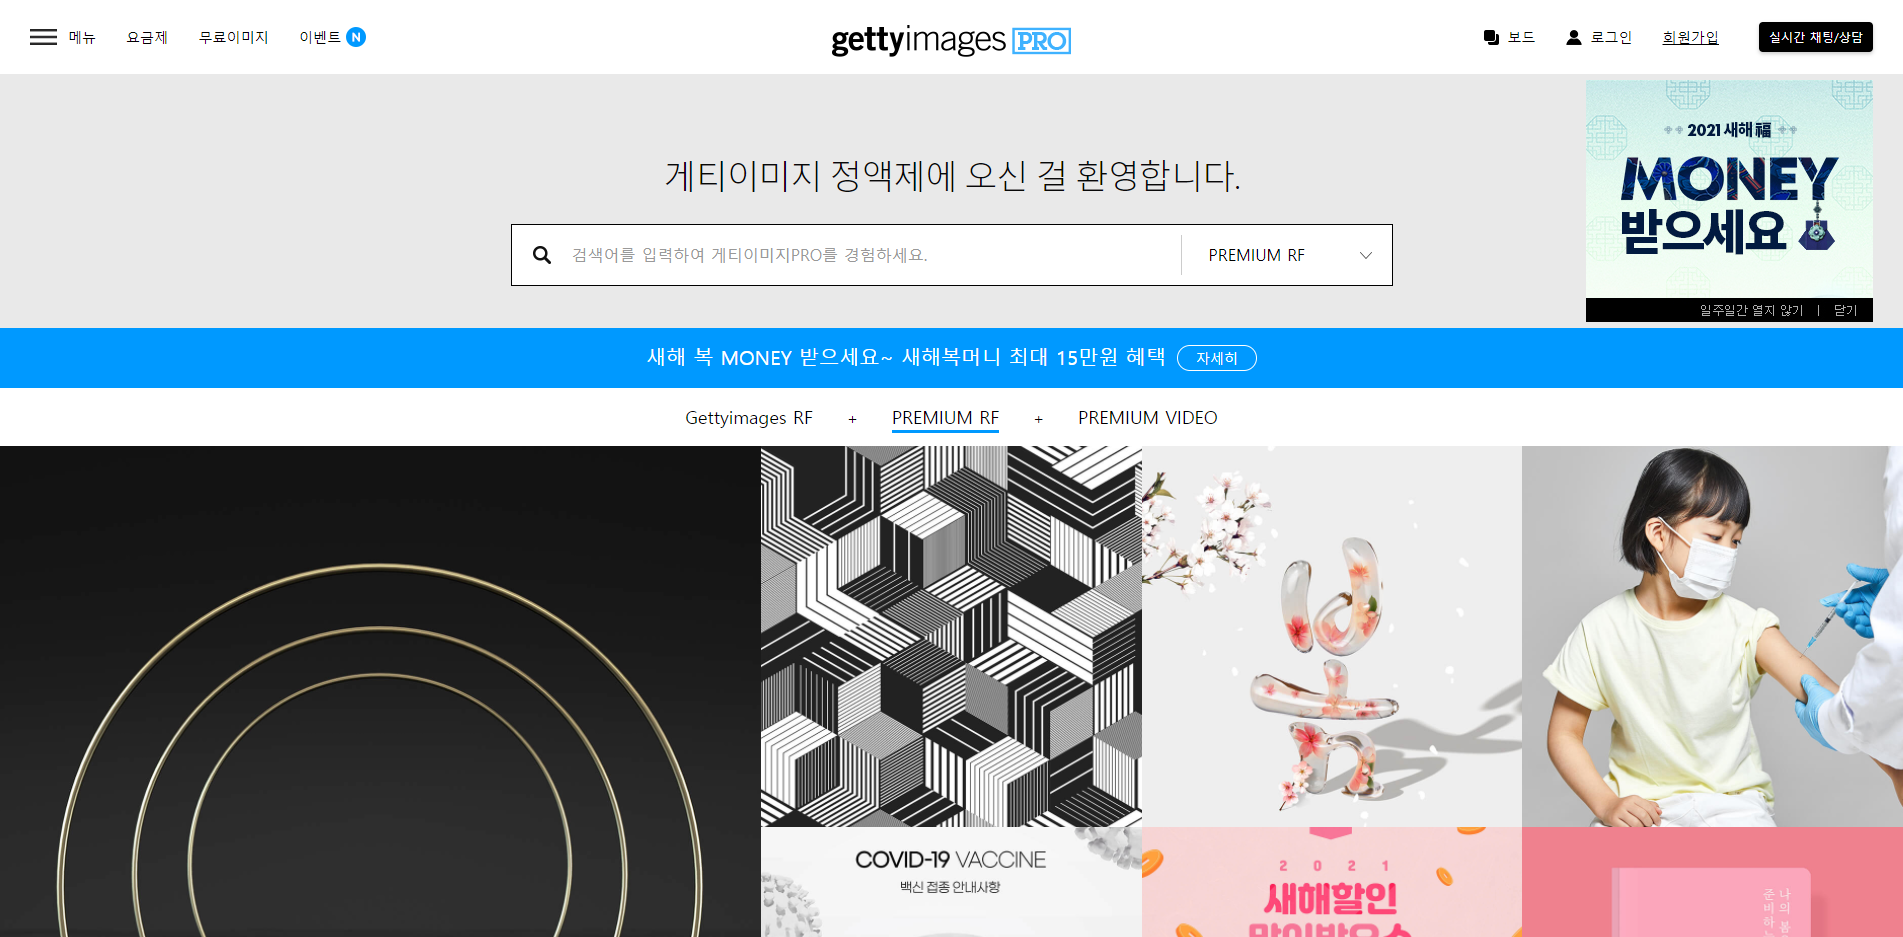 메뉴
요금제
무료이미지
이벤트 N
gettyimages PRO
보드
로그인
회원가입
실시간 채팅/상담
게티이미지 정액제에 오신 걸 환영합니다.
검색어를 입력하여 게티이미지PRO를 경험하세요.
PREMIUM RF
2021 새해 福
MONEY
받으세요
일주일간 열지 않기 | 닫기
새해 복 MONEY 받으세요~ 새해복머니 최대 15만원 혜택 자세히
Gettyimages RF + PREMIUM RF + PREMIUM VIDEO
봄
COVID-19 VACCINE
백신 접종 안내사항
2021
새해할인
많이받으소
나의 봄
준비하